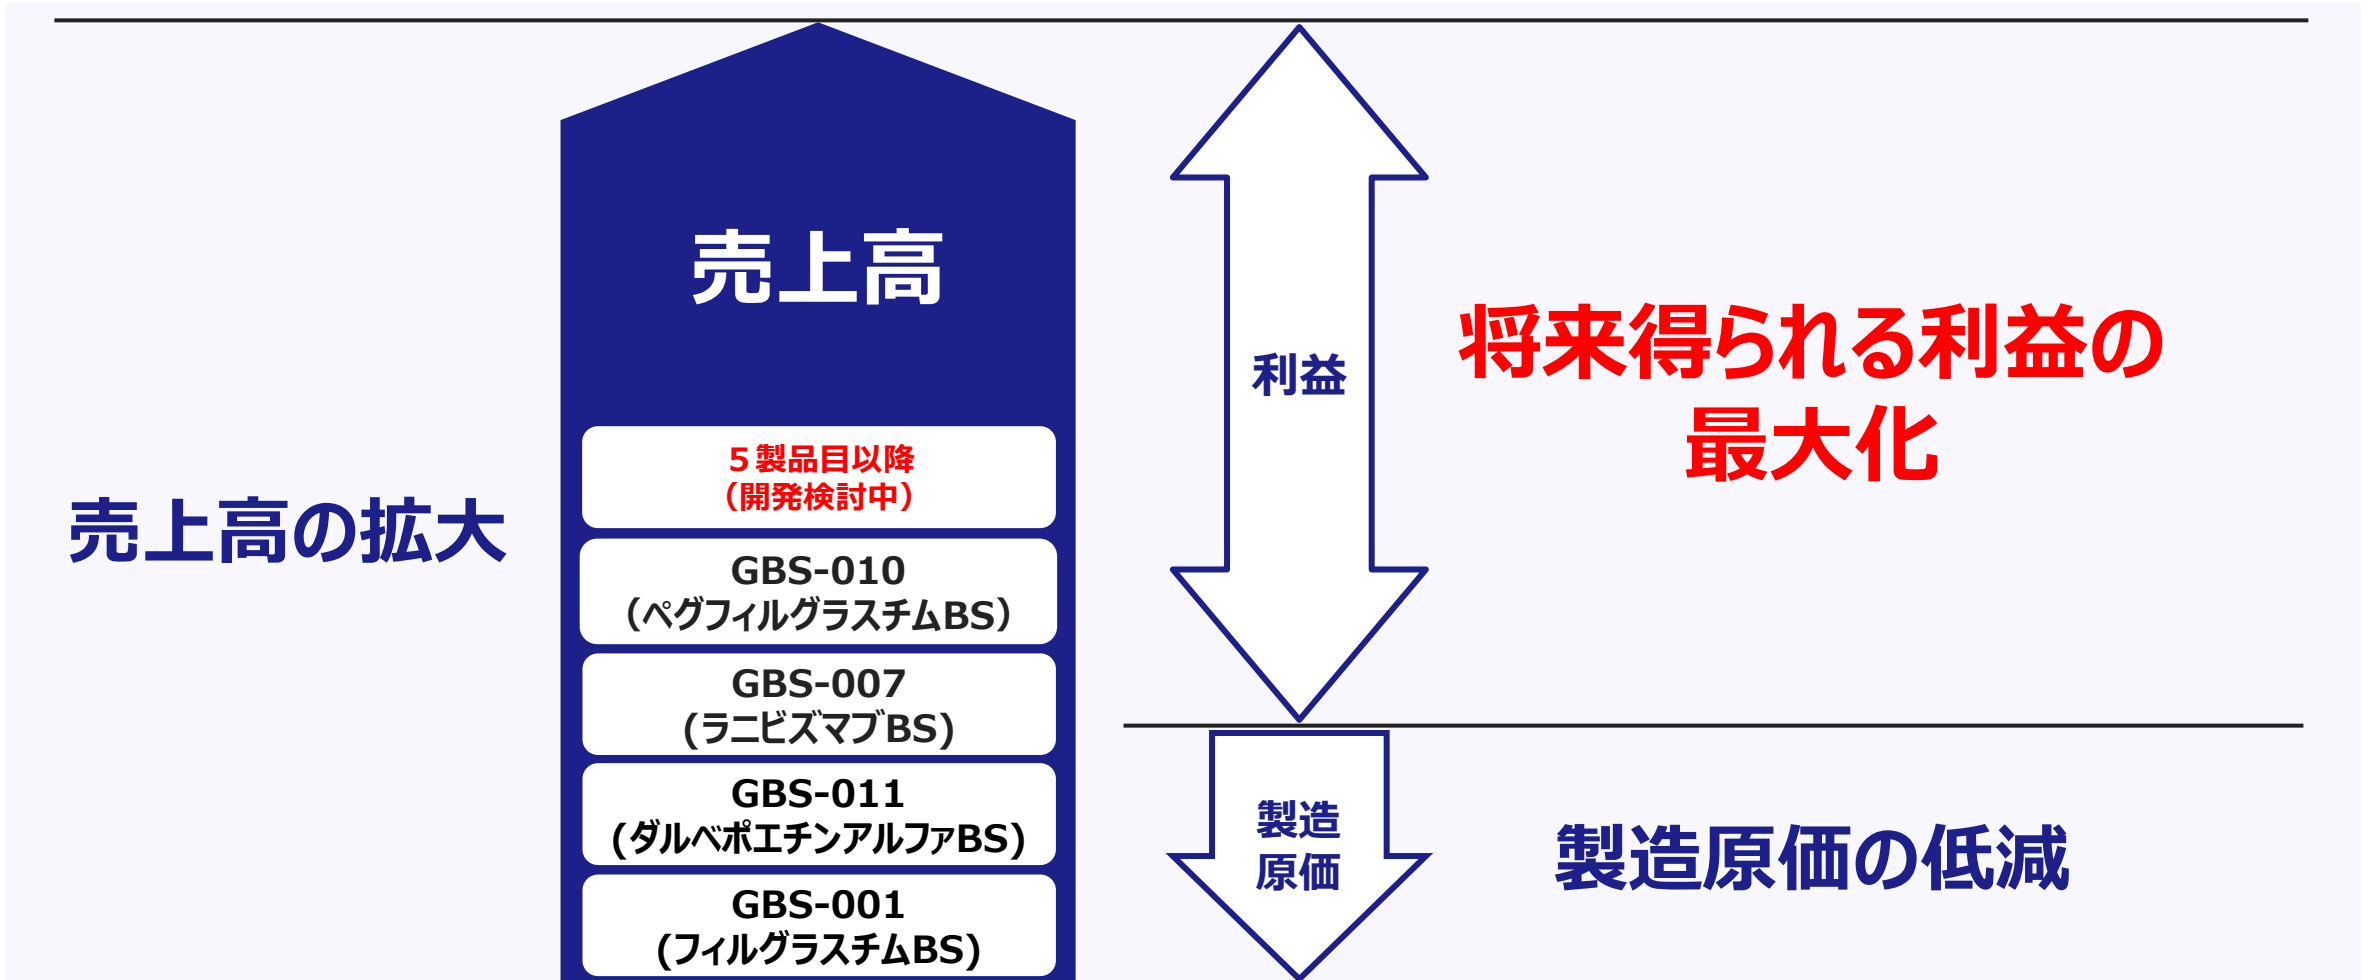 売上高
売上高の拡大
５製品目以降
（開発検討中）
GBS-010
（ペグフィルグラスチムBS）
GBS-007
(ラニビズマブBS)
GBS-011
(ダルベポエチンアルファBS)
GBS-001
(フィルグラスチムBS)
利益
将来得られる利益の
最大化
製造
原価
製造原価の低減